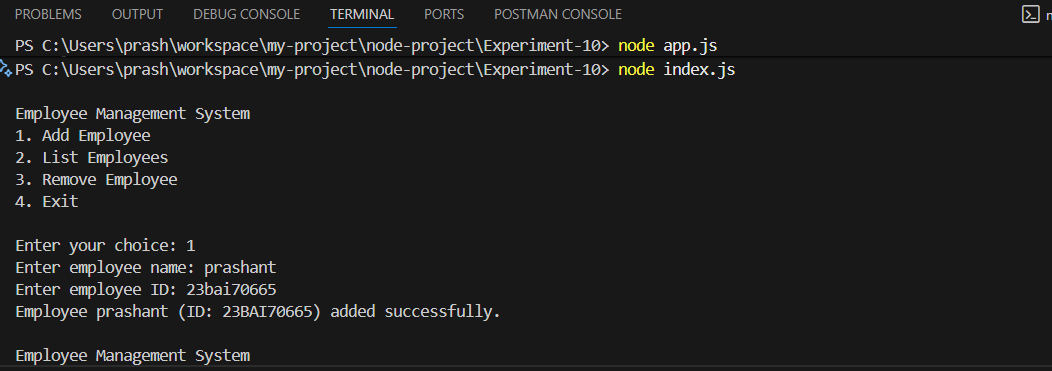 PROBLEMS OUTPUT DEBUG CONSOLE TERMINAL PORTS POSTMAN CONSOLE
PS C:\Users\prash\workspace\my-project\node-project\Experiment-10> node app.js
PS C:\Users\prash\workspace\my-project\node-project\Experiment-10> node index.js
Employee Management System
1. Add Employee
2. List Employees
3. Remove Employee
4. Exit
Enter your choice: 1
Enter employee name: prashant
Enter employee ID: 23bai70665
Employee prashant (ID: 23BAI70665) added successfully.
Employee Management System